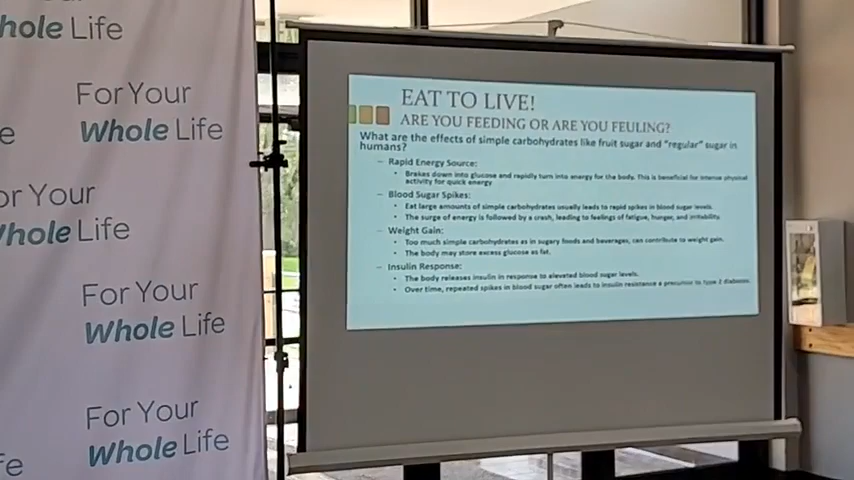 hole Life
For Your
Whole Life
e
or Your
Whole Life
For Your
Whole Life
For Your
Whole Life
fe
EAT TO LIVE!
ARE YOU FEEDING OR ARE YOU FEULING?
What are the effects of simple carbohydrates like fruit sugar and "regular" sugar in
humans?
– Rapid Energy Source:
• Brakes down into glucose and rapidly turn into energy for the body. This is beneficial for intense physical
activity for quick energy
– Blood Sugar Spikes:
• Eat large amounts of simple carbohydrates usually leads to rapid spikes in blood sugar levels.
• The surge of energy is followed by a crash, leading to feelings of fatigue, hunger, and irritability.
– Weight Gain:
• Too much simple carbohydrates as in sugary foods and beverages, can contribute to weight gain.
• The body may store excess glucose as fat.
– Insulin Response:
• The body releases insulin in response to elevated blood sugar levels.
• Over time, repeated spikes in blood sugar often leads to insulin resistance a precursor to type 2 diabetes.